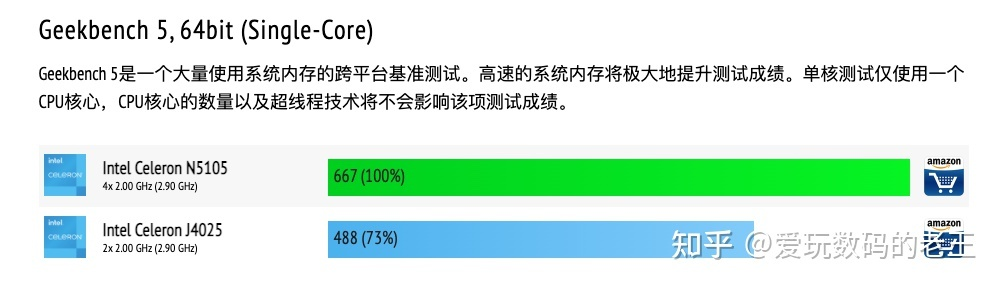 Geekbench 5, 64bit (Single-Core)
Geekbench 5是一个大量使用系统内存的跨平台基准测试。高速的系统内存将极大地提升测试成绩。单核测试仅使用一个
CPU核心，CPU核心的数量以及超线程技术将不会影响该项测试成绩。
intel
CELERON
Intel Celeron N5105
4x 2.00 GHz (2.90 GHz)
667 (100%)
amazon
intel
CELERON
Intel Celeron J4025
2x 2.00 GHz (2.90 GHz)
488 (73%)
amazon
知乎 @爱玩数码的老王